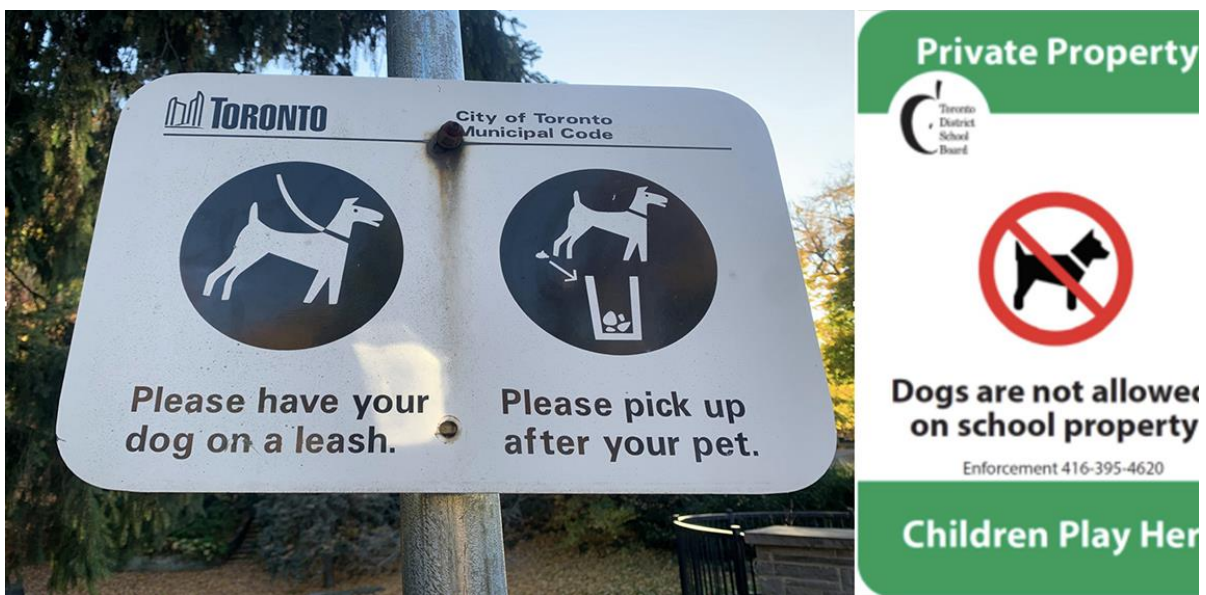 TORONTO
City of Toronto
Municipal Code
Please have your
dog on a leash.
Please pick up
after your pet.
Private Property
Toronto
District
School
Board
Dogs are not allowed
on school property
Enforcement 416-395-4620
Children Play Her